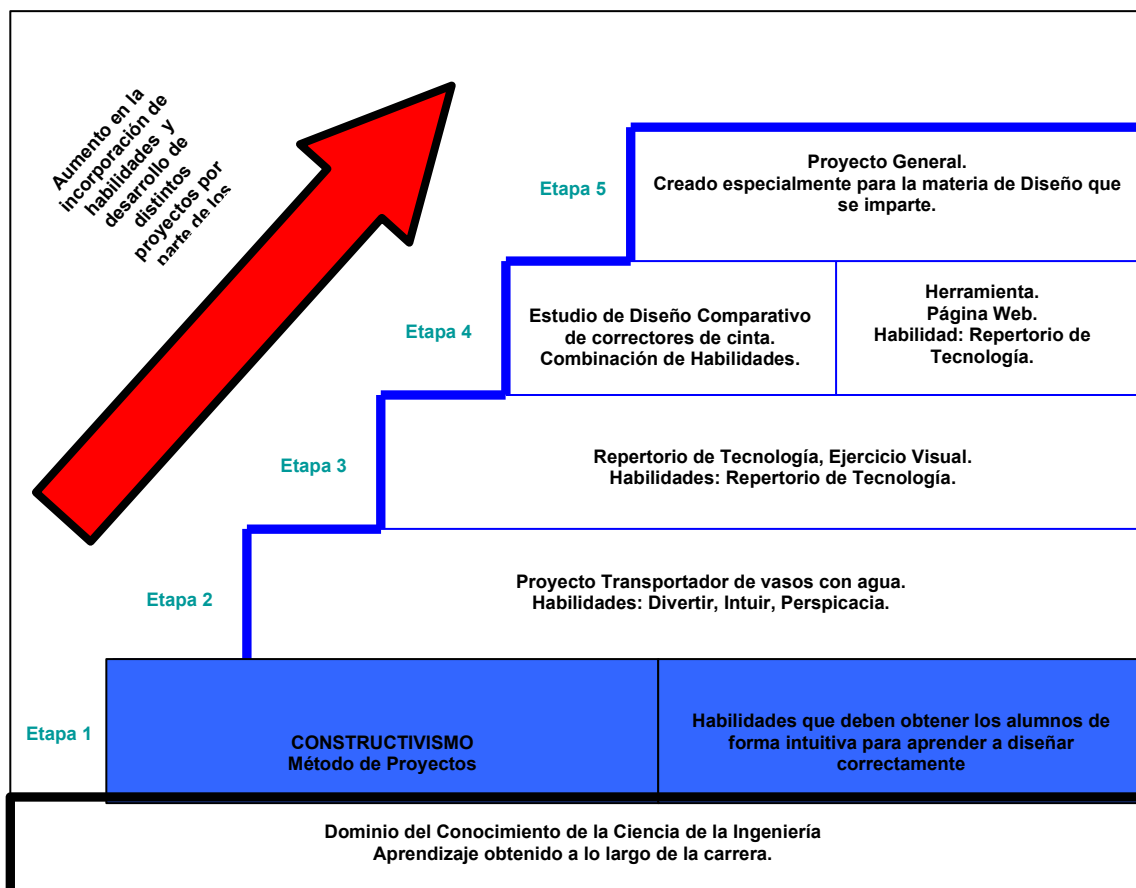 Aumento en la
incorporación de
habilidades y
desarrollo de
distintos
proyectos por
parte de los
Etapa 5
Proyecto General.
Creado especialmente para la materia de Diseño que
se imparte.
Etapa 4
Estudio de Diseño Comparativo
de correctores de cinta.
Combinación de Habilidades.
Herramienta.
Página Web.
Habilidad: Repertorio de
Tecnología.
Etapa 3
Repertorio de Tecnología, Ejercicio Visual.
Habilidades: Repertorio de Tecnología.
Etapa 2
Proyecto Transportador de vasos con agua.
Habilidades: Divertir, Intuir, Perspicacia.
Etapa 1
CONSTRUCTIVISMO
Método de Proyectos
Habilidades que deben obtener los alumnos de
forma intuitiva para aprender a diseñar
correctamente
Dominio del Conocimiento de la Ciencia de la Ingeniería
Aprendizaje obtenido a lo largo de la carrera.